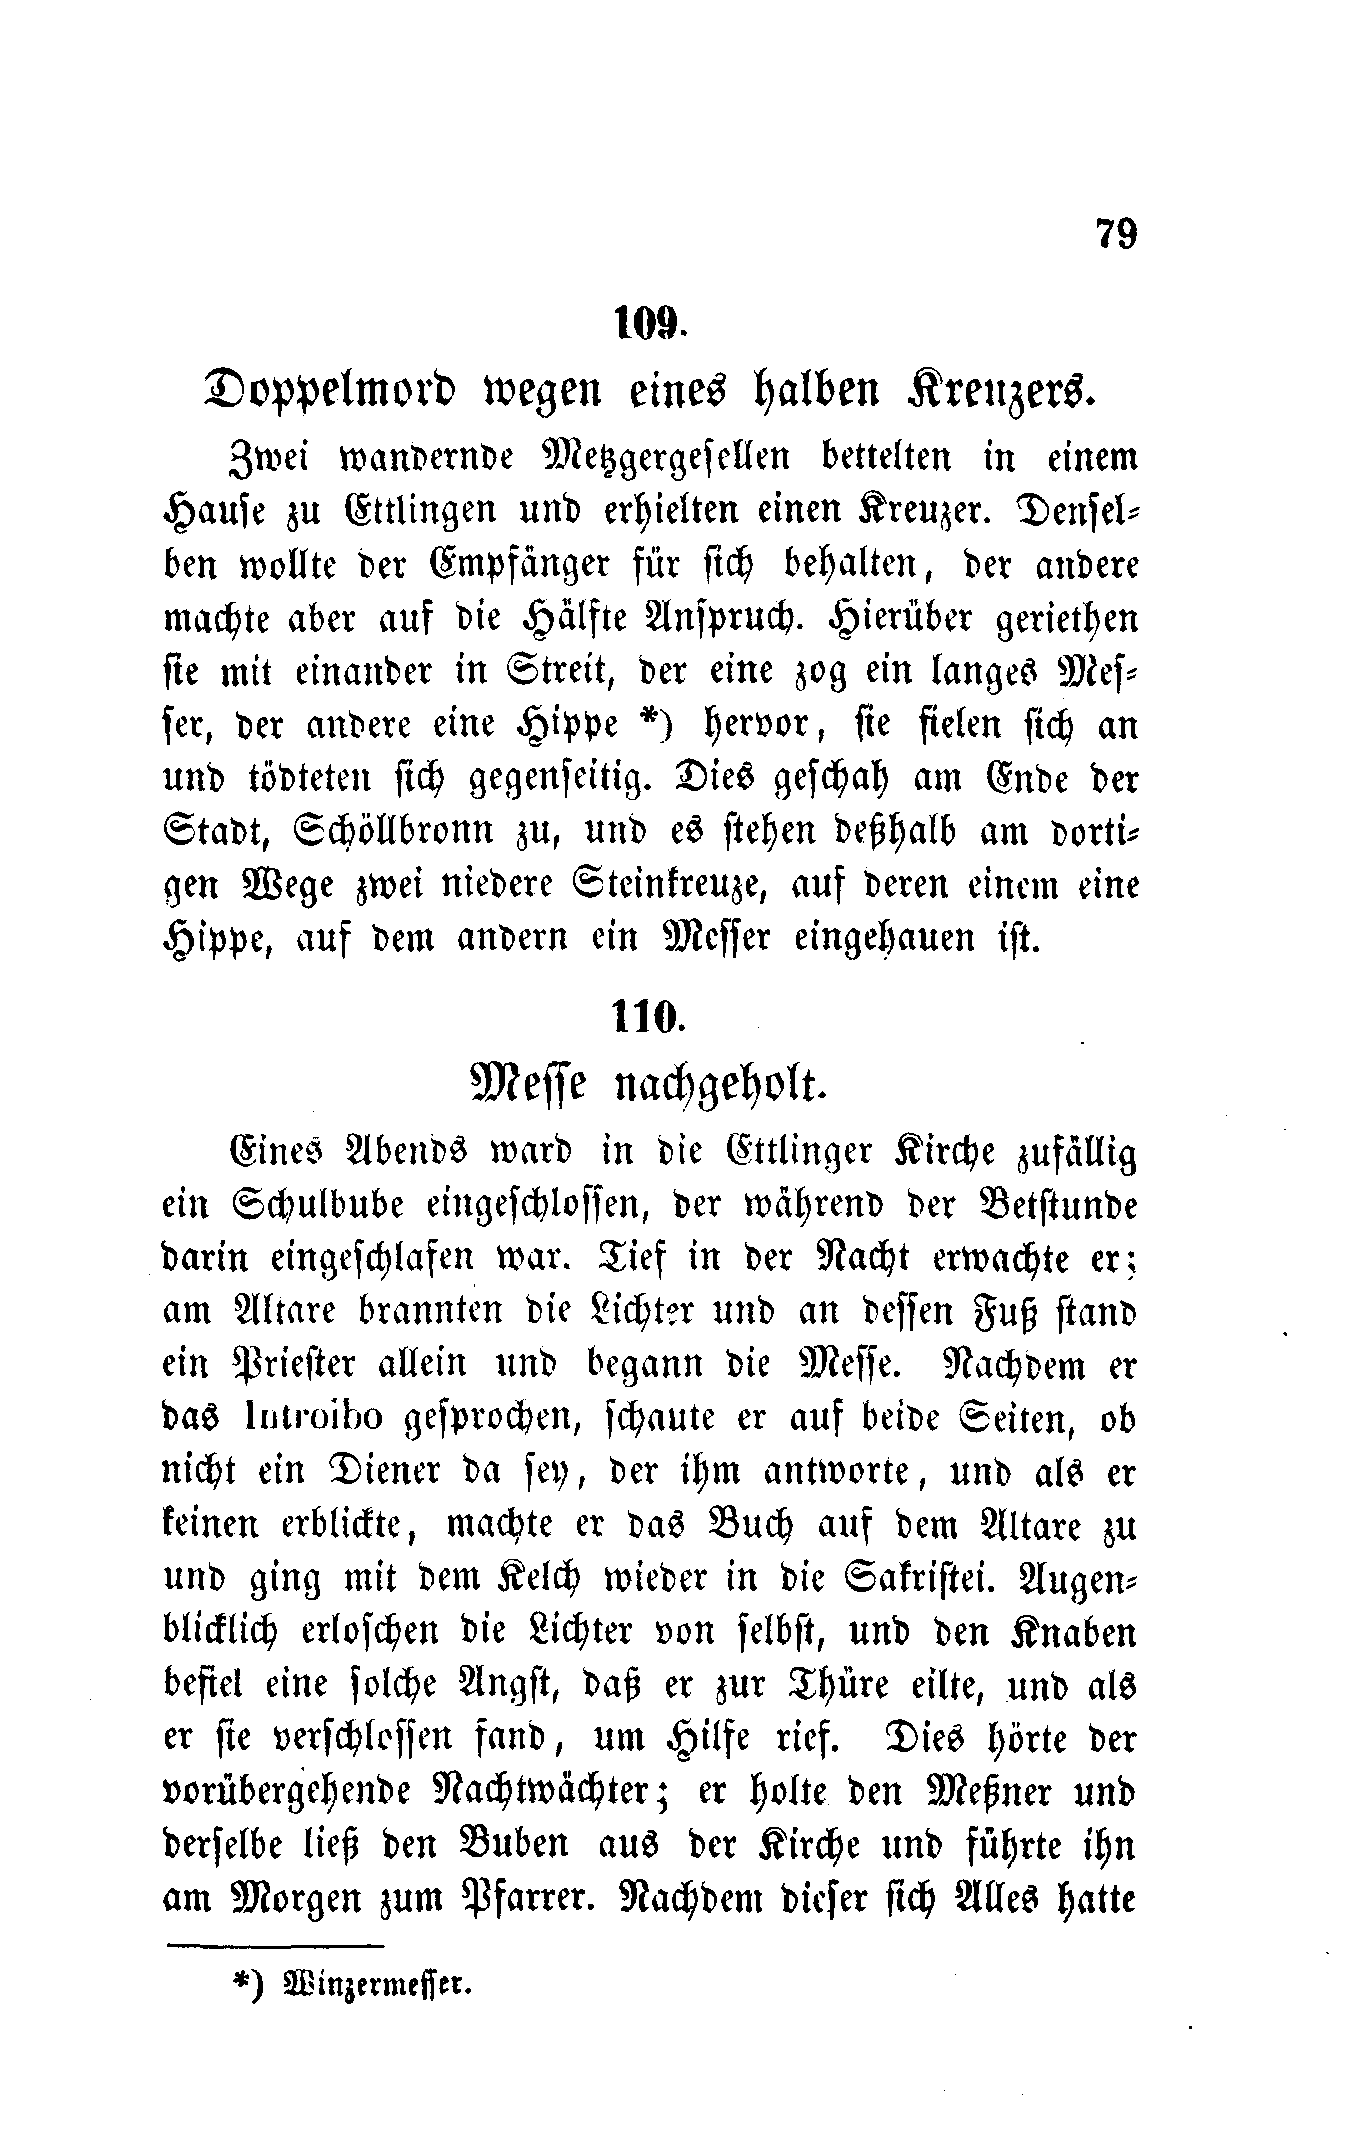 79
109.
Doppelmord wegen eines halben Kreuzers.
Zwei wandernde Metzgergesellen bettelten in einem
Hause zu Ettlingen und erhielten einen Kreuzer. Densel-
ben wollte der Empfänger für sich behalten, der andere
machte aber auf die Hälfte Anspruch. Hierüber geriethen
sie mit einander in Streit, der eine zog ein langes Mes-
ser, der andere eine Hippe *) hervor, sie fielen sich an
und tödteten sich gegenseitig. Dies geschah am Ende der
Stadt, Schöllbronn zu, und es stehen deßhalb am dorti-
gen Wege zwei niedere Steinkreuze, auf deren einem eine
Hippe, auf dem andern ein Messer eingehauen ist.
110.
Messe nachgeholt.
Eines Abends ward in die Ettlinger Kirche zufällig
ein Schulbube eingeschlossen, der während der Betstunde
darin eingeschlafen war. Tief in der Nacht erwachte er;
am Altare brannten die Lichter und an dessen Fuß stand
ein Priester allein und begann die Messe. Nachdem er
das Introibo gesprochen, schaute er auf beide Seiten, ob
nicht ein Diener da sey, der ihm antworte, und als er
keinen erblickte, machte er das Buch auf dem Altare zu
und ging mit dem Kelch wieder in die Sakristei. Augen-
blicklich erloschen die Lichter von selbst, und den Knaben
befiel eine solche Angst, daß er zur Thüre eilte, und als
er sie verschlossen fand, um Hilfe rief. Dies hörte der
vorübergehende Nachtwächter; er holte den Meßner und
derselbe ließ den Buben aus der Kirche und führte ihn
am Morgen zum Pfarrer. Nachdem dieser sich Alles hatte
*) Winzermesser.